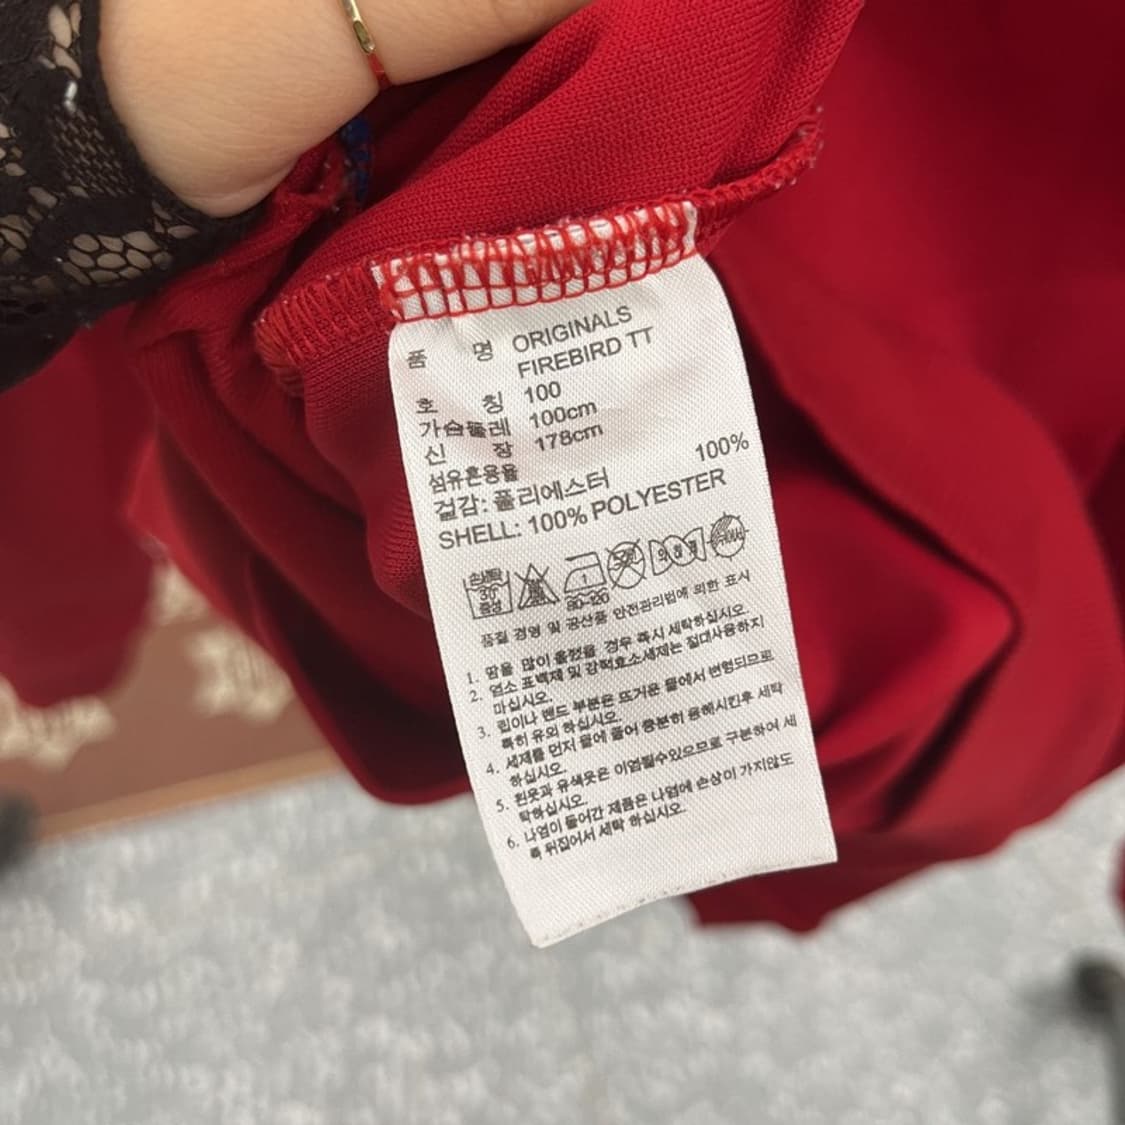 품 명 ORIGINALS
FIREBIRD TT
호 칭 100
가슴둘레 100cm
신 장 178cm
섬유혼용율
겉감: 폴리에스터 100%
SHELL: 100% POLYESTER
손세탁
30
중성
1
80-120
품질 경영 및 공산품 안전관리법에 의한 표시
1. 땀을 많이 흘렸을 경우 즉시 세탁하십시오.
2. 염소 표백제 및 강력효소세제는 절대사용하지
마십시오.
3. 립이나 밴드 부분은 뜨거운 물에서 변형되므로
특히 유의 하십시오.
4. 세제를 먼저 물에 풀어 충분히 용해시킨후 세탁
하십시오.
5. 흰옷과 유색옷은 이염될수있으므로 구분하여 세
탁하십시오.
6. 나염이 들어간 제품은 나염에 손상이 가지않도
록 뒤집어서 세탁 하십시오.